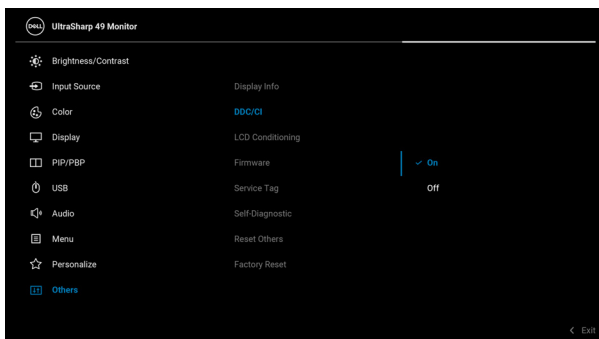 DELL UltraSharp 49 Monitor
Brightness/Contrast
Input Source
Display Info
Color
DDC/CI
Display
LCD Conditioning
PIP/PBP
Firmware
✓ On
USB
Service Tag
Off
Audio
Self-Diagnostic
Menu
Reset Others
Personalize
Factory Reset
Others
< Exit